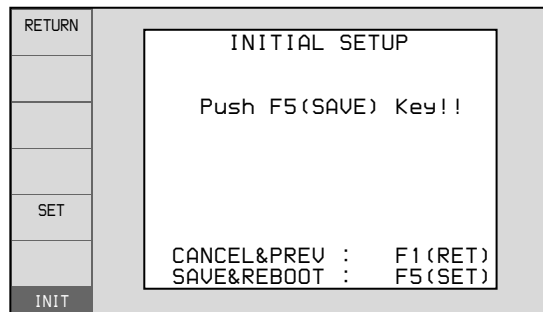 RETURN
SET
INIT
INITIAL SETUP
Push F5(SAVE) Key!!
CANCEL&PREV : F1(RET)
SAVE&REBOOT : F5(SET)